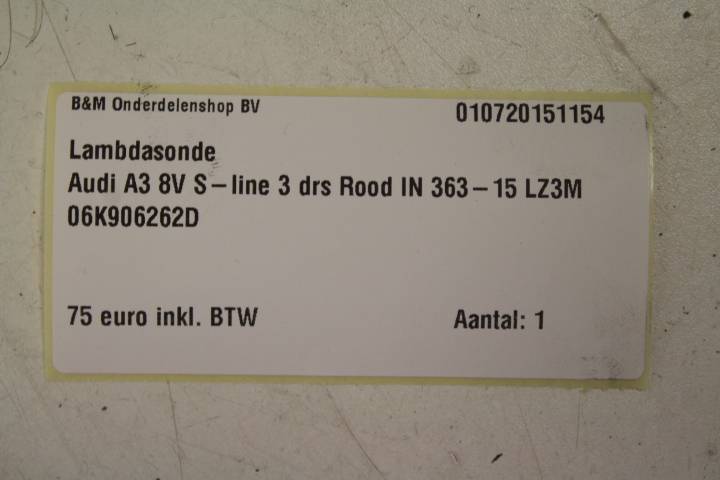 B&M Onderdelenshop BV 010720151154
Lambdasonde
Audi A3 8V S-line 3 drs Rood IN 363-15 LZ3M
06K906262D
75 euro inkl. BTW Aantal: 1